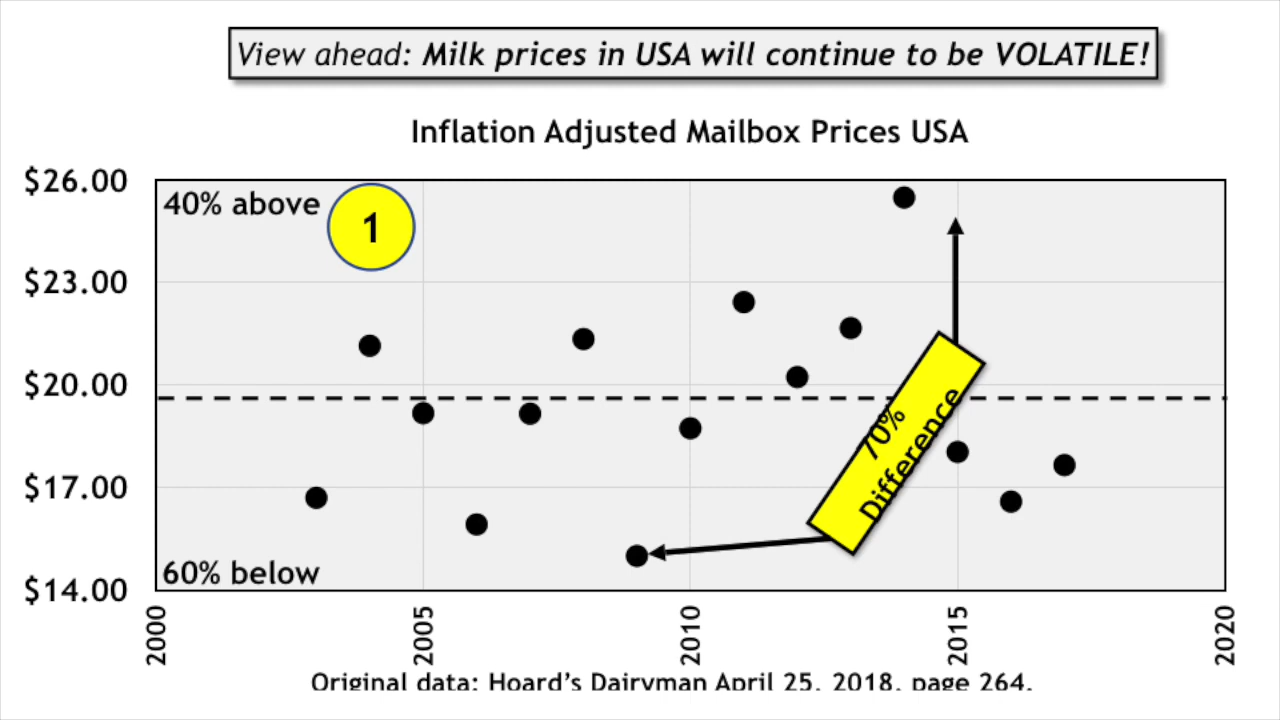 View ahead: Milk prices in USA will continue to be VOLATILE!
Inflation Adjusted Mailbox Prices USA
$26.00
$23.00
$20.00
$17.00
$14.00
40% above
1
70%
Difference
60% below
2000
2005
2010
2015
2020
Original data: Hoard’s Dairyman April 25, 2018, page 264.